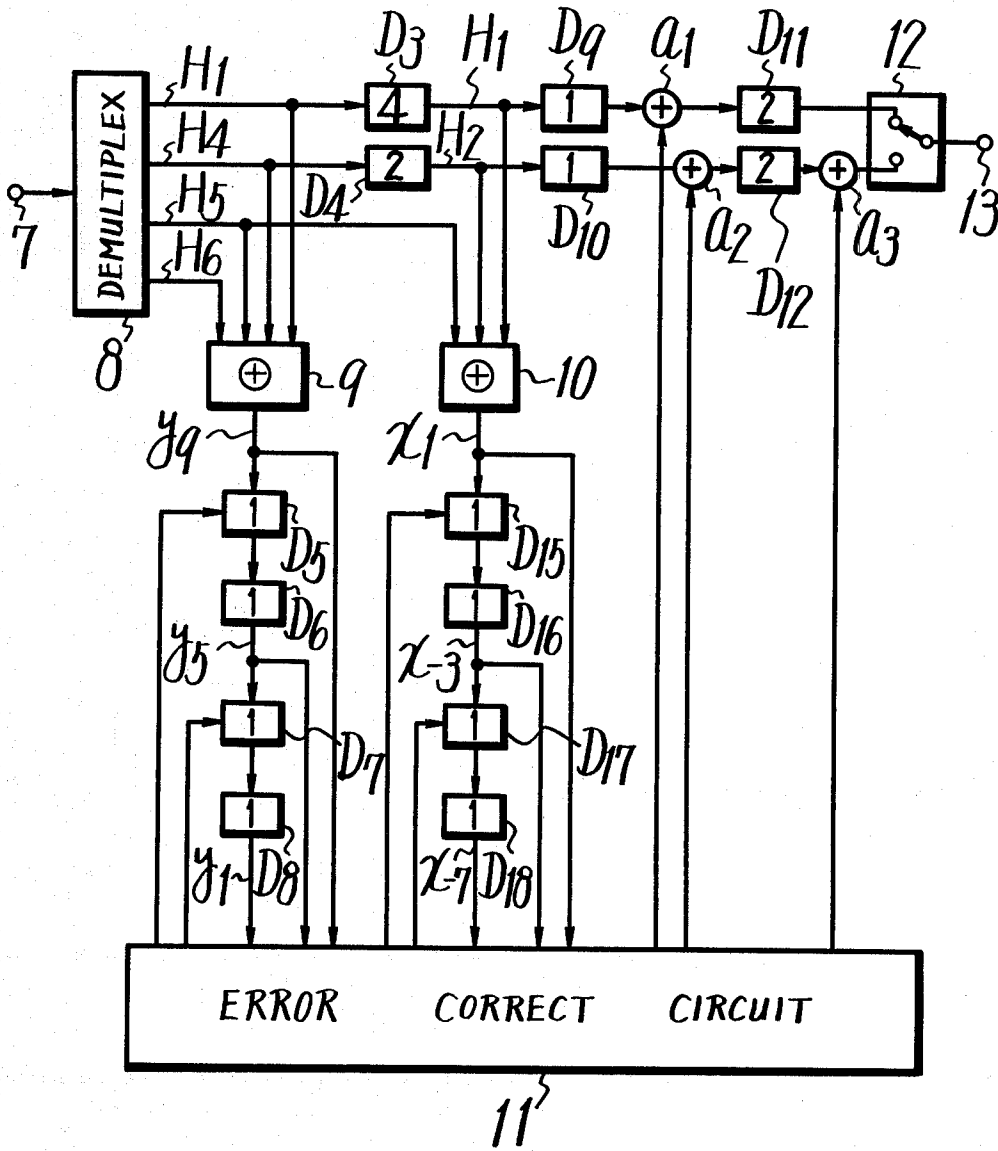 H1 D3 H1 D9 a1 D11 12
4 1 + 2
H4 H2
2 1 + 2 +
7 DEMULTIPLEX H5 D4 D10 a2 D12 a3 13
H6
8
+ 9 + 10
y9 x1
1 D5 1 D15
1 D6 1 D16
y5 x-3
1 D7 1 D17
1 1
y1 D8 x-7 D18
ERROR CORRECT CIRCUIT
11